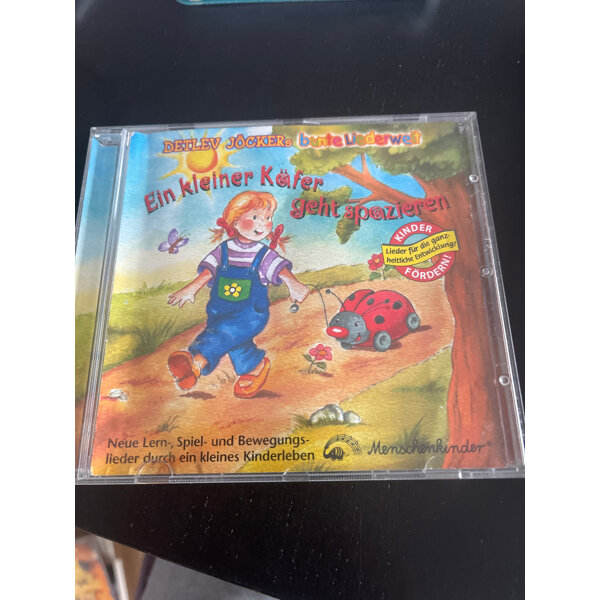 DETLEV JÖCKERs bunte Liederwelt
Ein kleiner Käfer
geht spazieren
KINDER
Lieder für die ganz-
heitliche Entwicklung!
FÖRDERN!
Neue Lern-, Spiel- und Bewegungs-
lieder durch ein kleines Kinderleben
Menschenkinder®